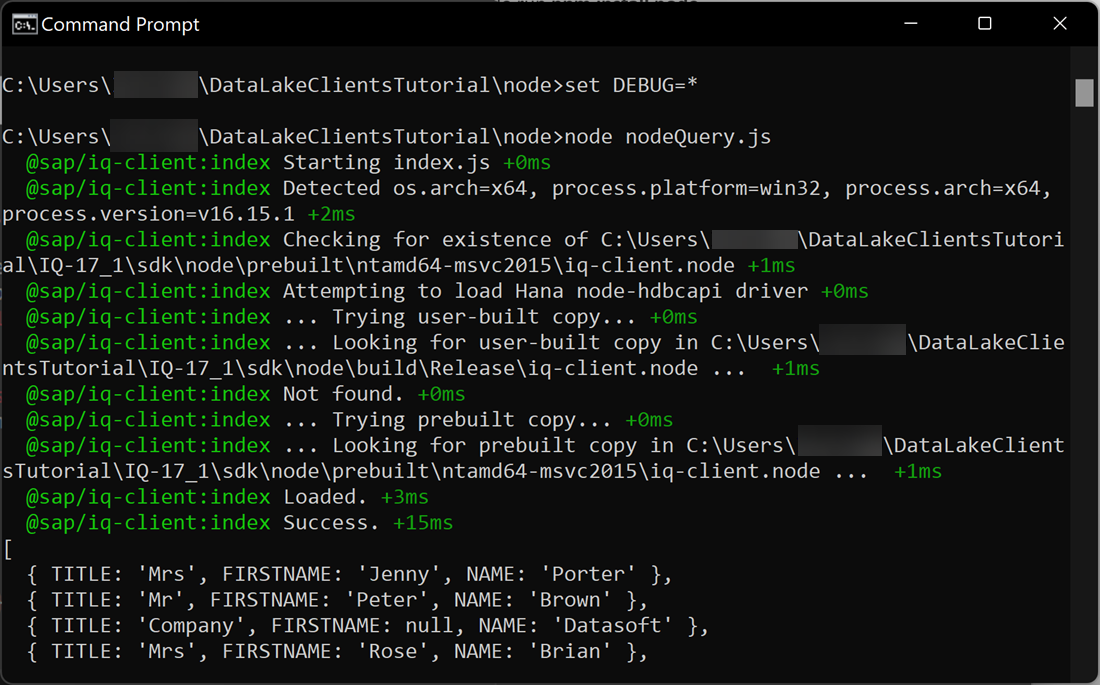 Command Prompt
C:\Users\ \DataLakeClientsTutorial\node>set DEBUG=*
C:\Users\ \DataLakeClientsTutorial\node>node nodeQuery.js
@sap/iq-client:index Starting index.js +0ms
@sap/iq-client:index Detected os.arch=x64, process.platform=win32, process.arch=x64,
process.version=v16.15.1 +2ms
@sap/iq-client:index Checking for existence of C:\Users\ \DataLakeClientsTutori
al\IQ-17_1\sdk\node\prebuilt\ntamd64-msvc2015\iq-client.node +1ms
@sap/iq-client:index Attempting to load Hana node-hdbcapi driver +0ms
@sap/iq-client:index ... Trying user-built copy... +0ms
@sap/iq-client:index ... Looking for user-built copy in C:\Users\ \DataLakeClie
ntsTutorial\IQ-17_1\sdk\node\build\Release\iq-client.node ... +1ms
@sap/iq-client:index Not found. +0ms
@sap/iq-client:index ... Trying prebuilt copy... +0ms
@sap/iq-client:index ... Looking for prebuilt copy in C:\Users\ \DataLakeClient
sTutorial\IQ-17_1\sdk\node\prebuilt\ntamd64-msvc2015\iq-client.node ... +1ms
@sap/iq-client:index Loaded. +3ms
@sap/iq-client:index Success. +15ms
[
{ TITLE: 'Mrs', FIRSTNAME: 'Jenny', NAME: 'Porter' },
{ TITLE: 'Mr', FIRSTNAME: 'Peter', NAME: 'Brown' },
{ TITLE: 'Company', FIRSTNAME: null, NAME: 'Datasoft' },
{ TITLE: 'Mrs', FIRSTNAME: 'Rose', NAME: 'Brian' },